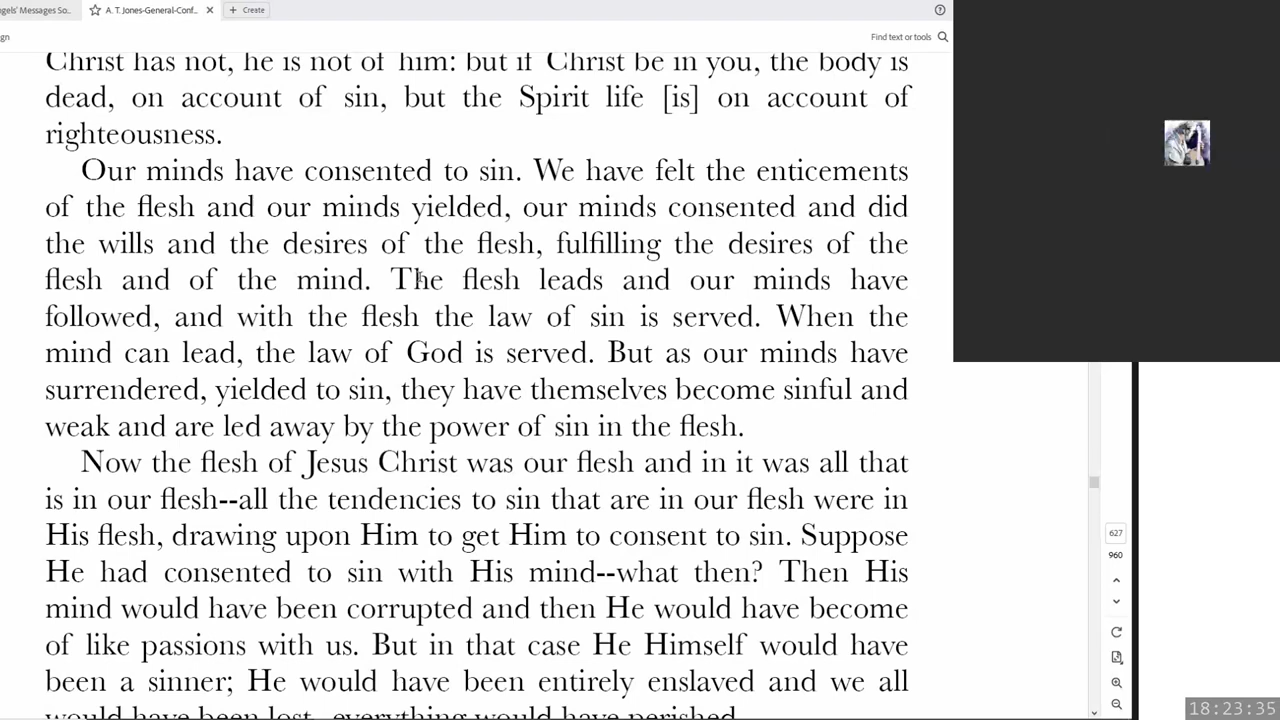 ngels' Messages So...
A. T. Jones-General-Conf...
Create
gn
Find text or tools
Christ has not, he is not of him: but if Christ be in you, the body is
dead, on account of sin, but the Spirit life [is] on account of
righteousness.
Our minds have consented to sin. We have felt the enticements
of the flesh and our minds yielded, our minds consented and did
the wills and the desires of the flesh, fulfilling the desires of the
flesh and of the mind. The flesh leads and our minds have
followed, and with the flesh the law of sin is served. When the
mind can lead, the law of God is served. But as our minds have
surrendered, yielded to sin, they have themselves become sinful and
weak and are led away by the power of sin in the flesh.
Now the flesh of Jesus Christ was our flesh and in it was all that
is in our flesh--all the tendencies to sin that are in our flesh were in
His flesh, drawing upon Him to get Him to consent to sin. Suppose
He had consented to sin with His mind--what then? Then His
mind would have been corrupted and then He would have become
of like passions with us. But in that case He Himself would have
been a sinner; He would have been entirely enslaved and we all
would have been lost everything would have perished
627
960
18:23:35